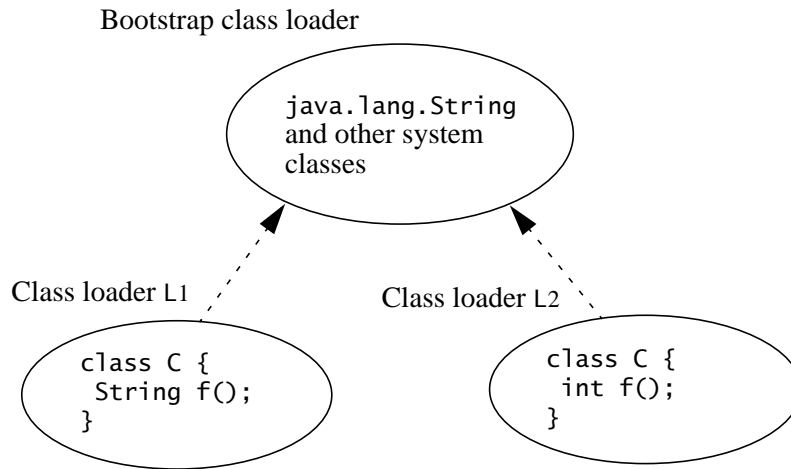 Bootstrap class loader
java.lang.String
and other system
classes
Class loader L1
class C {
 String f();
}
Class loader L2
class C {
 int f();
}